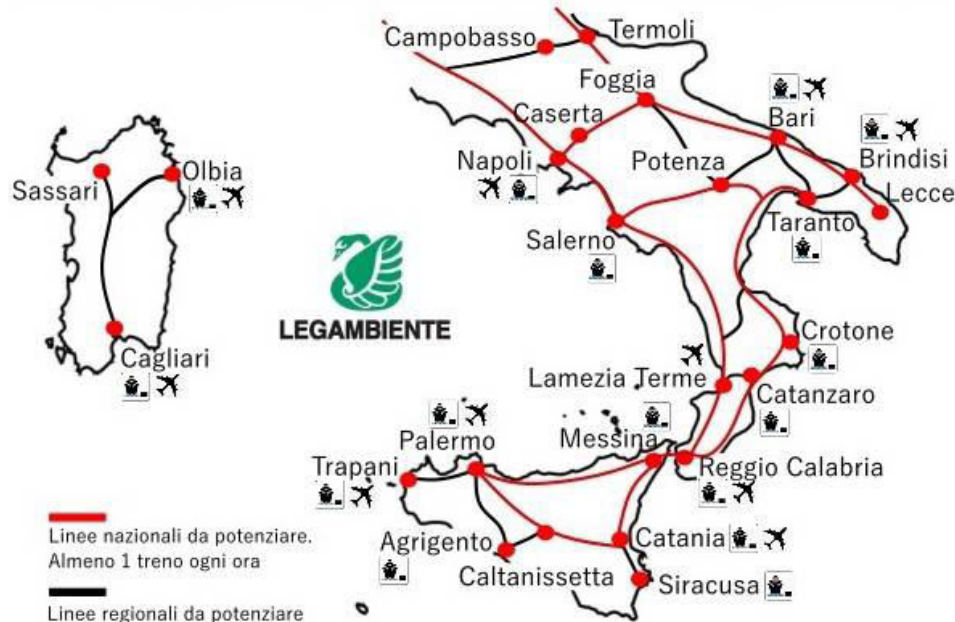 Campobasso
Termoli
Foggia
Caserta
Bari
Napoli
Potenza
Brindisi
Lecce
Sassari
Olbia
Taranto
Salerno
LEGAMBIENTE
Crotone
Cagliari
Lamezia Terme
Catanzaro
Palermo
Messina
Trapani
Reggio Calabria
Linee nazionali da potenziare.
Almeno 1 treno ogni ora
Agrigento
Catania
Caltanissetta
Siracusa
Linee regionali da potenziare